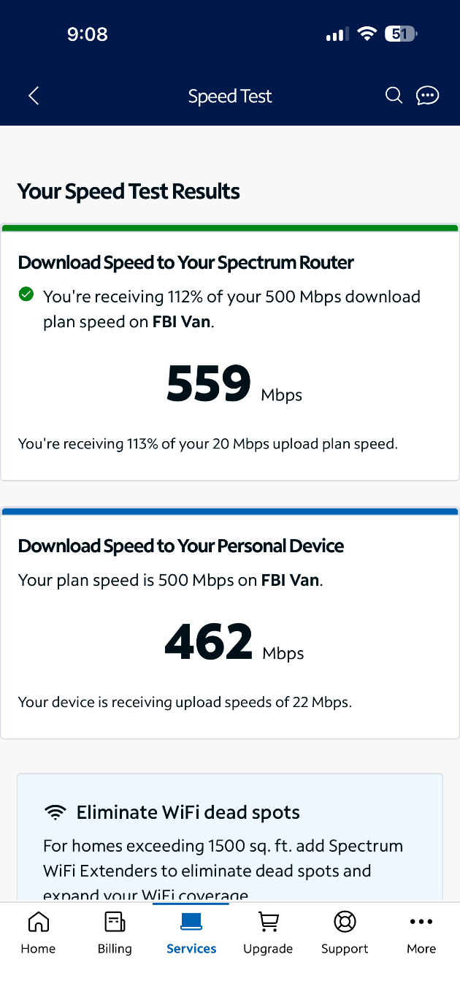 9:08
51
Speed Test
Your Speed Test Results
Download Speed to Your Spectrum Router
You're receiving 112% of your 500 Mbps download
plan speed on FBI Van.
559 Mbps
You're receiving 113% of your 20 Mbps upload plan speed.
Download Speed to Your Personal Device
Your plan speed is 500 Mbps on FBI Van.
462 Mbps
Your device is receiving upload speeds of 22 Mbps.
Eliminate WiFi dead spots
For homes exceeding 1500 sq. ft. add Spectrum
WiFi Extenders to eliminate dead spots and
expand your WiFi coverage
Home Billing Services Upgrade Support More